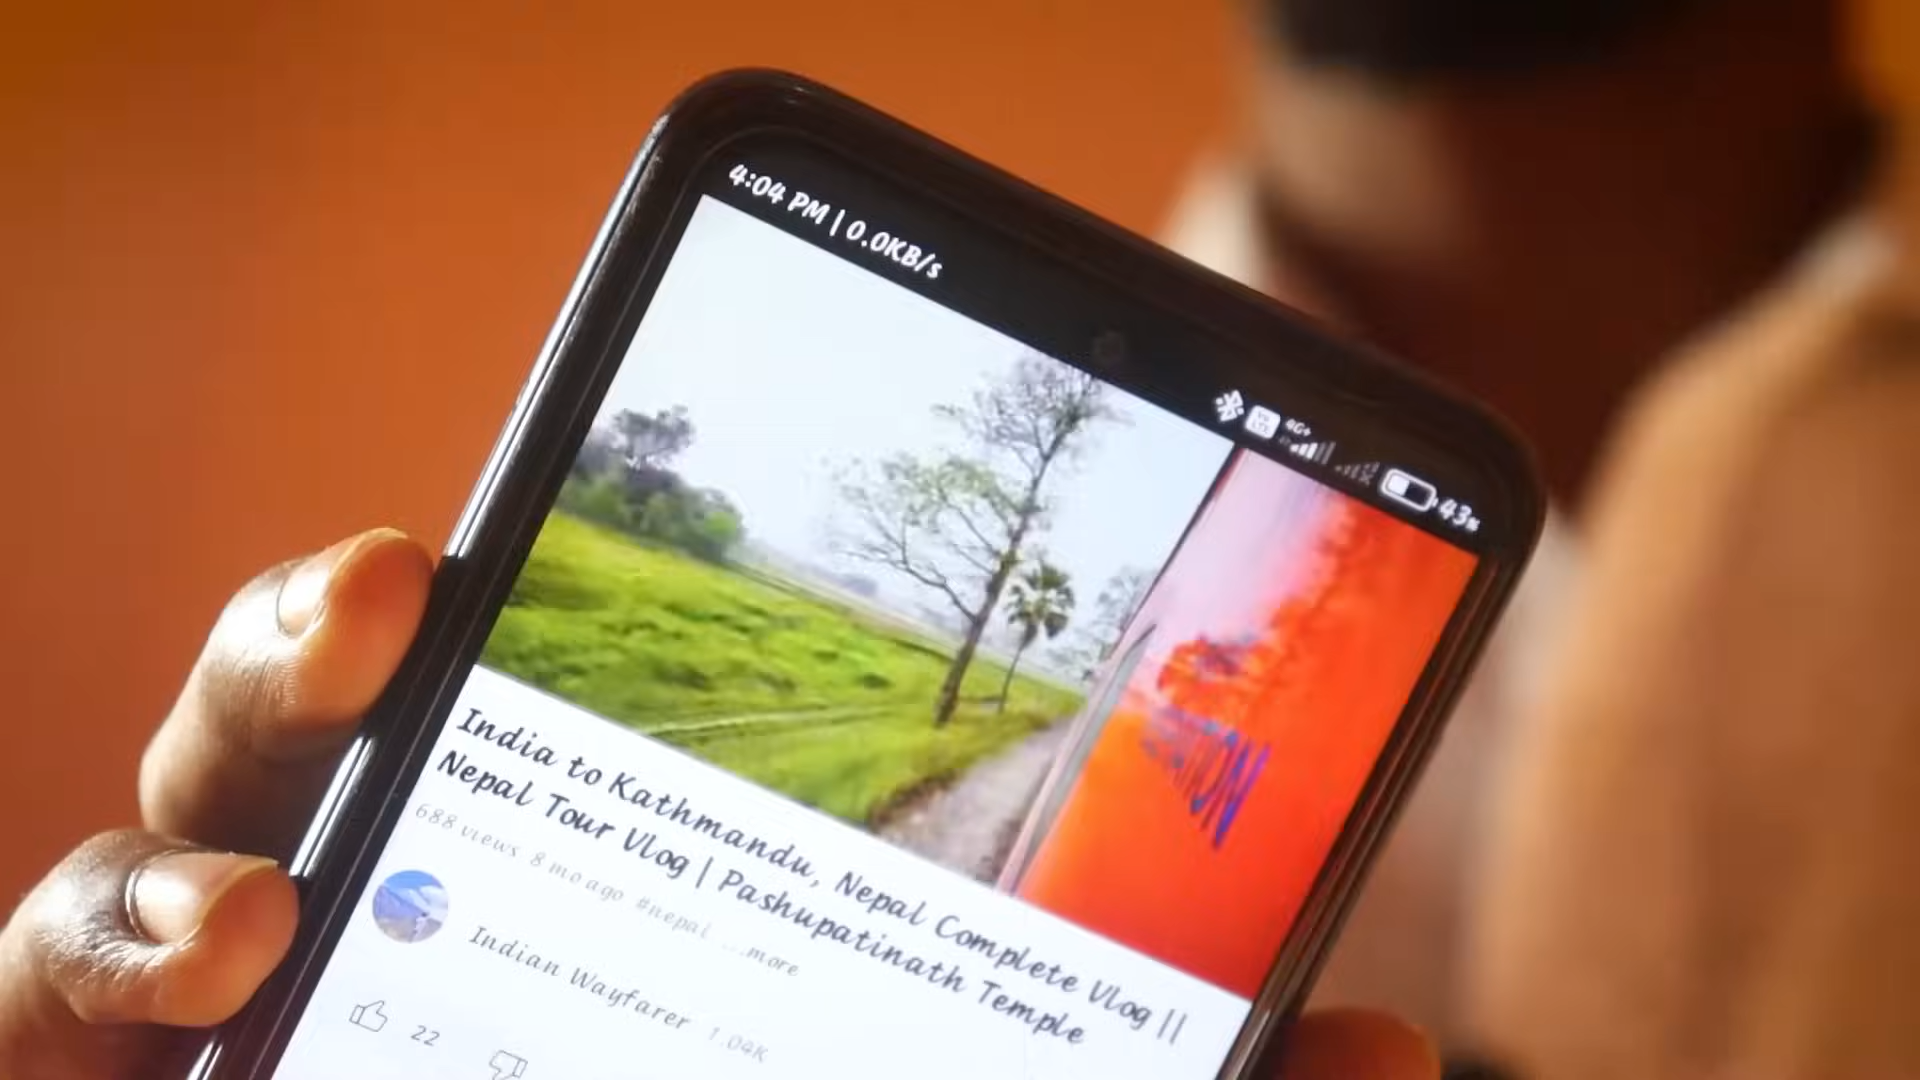 4:04 PM | 0.0KB/s
4G+
43%
India to Kathmandu, Nepal Complete Vlog ||
Nepal Tour Vlog | Pashupatinath Temple
688 views 8 mo ago #nepal ...more
Indian Wayfarer 1.04K
22